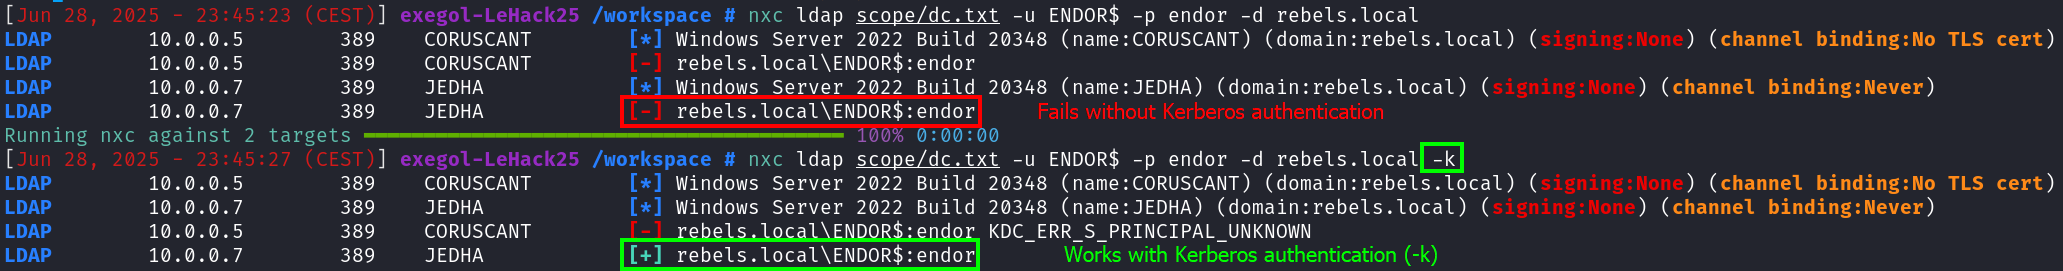 [Jun 28, 2025 - 23:45:23 (CEST)] exegol-LeHack25 /workspace # nxc ldap scope/dc.txt -u ENDOR$ -p endor -d rebels.local
LDAP 10.0.0.5 389 CORUSCANT [*] Windows Server 2022 Build 20348 (name:CORUSCANT) (domain:rebels.local) (signing:None) (channel binding:No TLS cert)
LDAP 10.0.0.5 389 CORUSCANT [-] rebels.local\ENDOR$:endor
LDAP 10.0.0.7 389 JEDHA [*] Windows Server 2022 Build 20348 (name:JEDHA) (domain:rebels.local) (signing:None) (channel binding:Never)
LDAP 10.0.0.7 389 JEDHA [-] rebels.local\ENDOR$:endor Fails without Kerberos authentication
Running nxc against 2 targets 100% 0:00:00
[Jun 28, 2025 - 23:45:27 (CEST)] exegol-LeHack25 /workspace # nxc ldap scope/dc.txt -u ENDOR$ -p endor -d rebels.local -k
LDAP 10.0.0.5 389 CORUSCANT [*] Windows Server 2022 Build 20348 (name:CORUSCANT) (domain:rebels.local) (signing:None) (channel binding:No TLS cert)
LDAP 10.0.0.7 389 JEDHA [*] Windows Server 2022 Build 20348 (name:JEDHA) (domain:rebels.local) (signing:None) (channel binding:Never)
LDAP 10.0.0.5 389 CORUSCANT [-] rebels.local\ENDOR$:endor KDC_ERR_S_PRINCIPAL_UNKNOWN
LDAP 10.0.0.7 389 JEDHA [+] rebels.local\ENDOR$:endor Works with Kerberos authentication (-k)